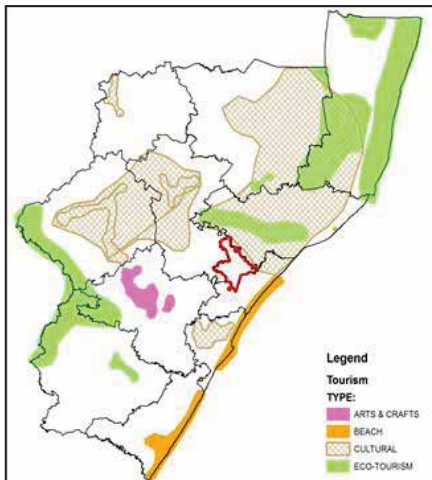 Legend
Tourism
TYPE:
ARTS & CRAFTS
BEACH
CULTURAL
ECO-TOURISM